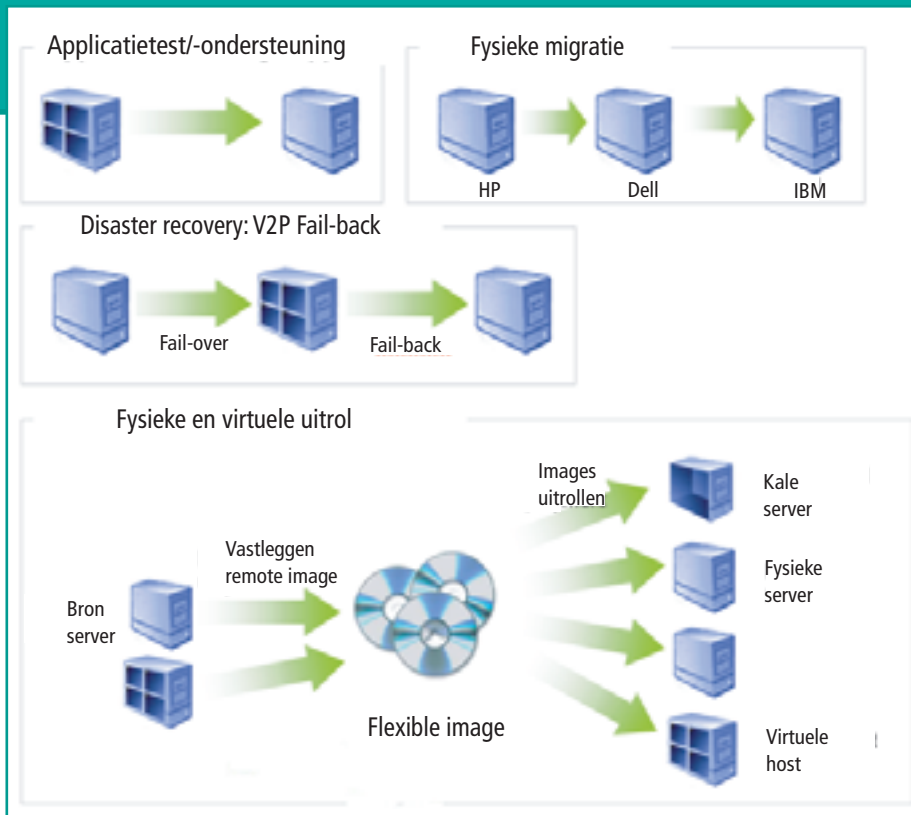 Applicatietest/-ondersteuning
Fysieke migratie
HP
Dell
IBM
Disaster recovery: V2P Fail-back
Fail-over
Fail-back
Fysieke en virtuele uitrol
Bron
server
Vastleggen
remote image
Flexible image
Images
uitrollen
Kale
server
Fysieke
server
Virtuele
host